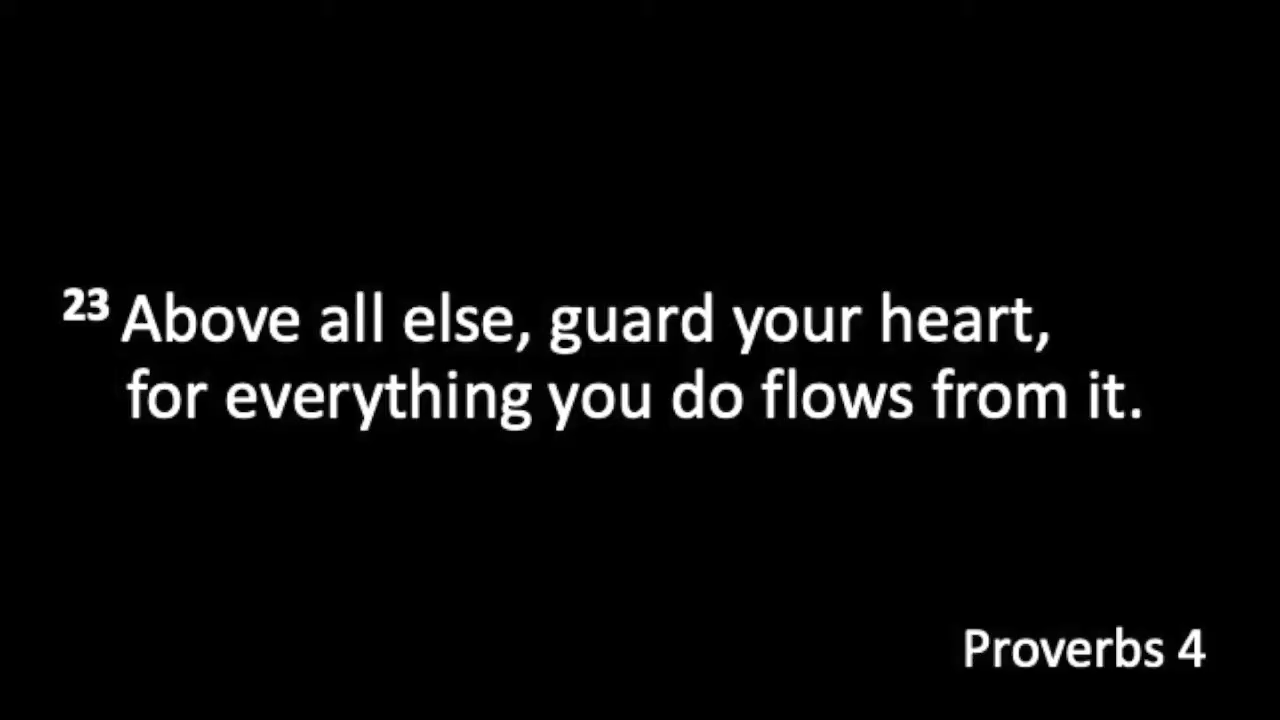 23 Above all else, guard your heart,
for everything you do flows from it.
Proverbs 4